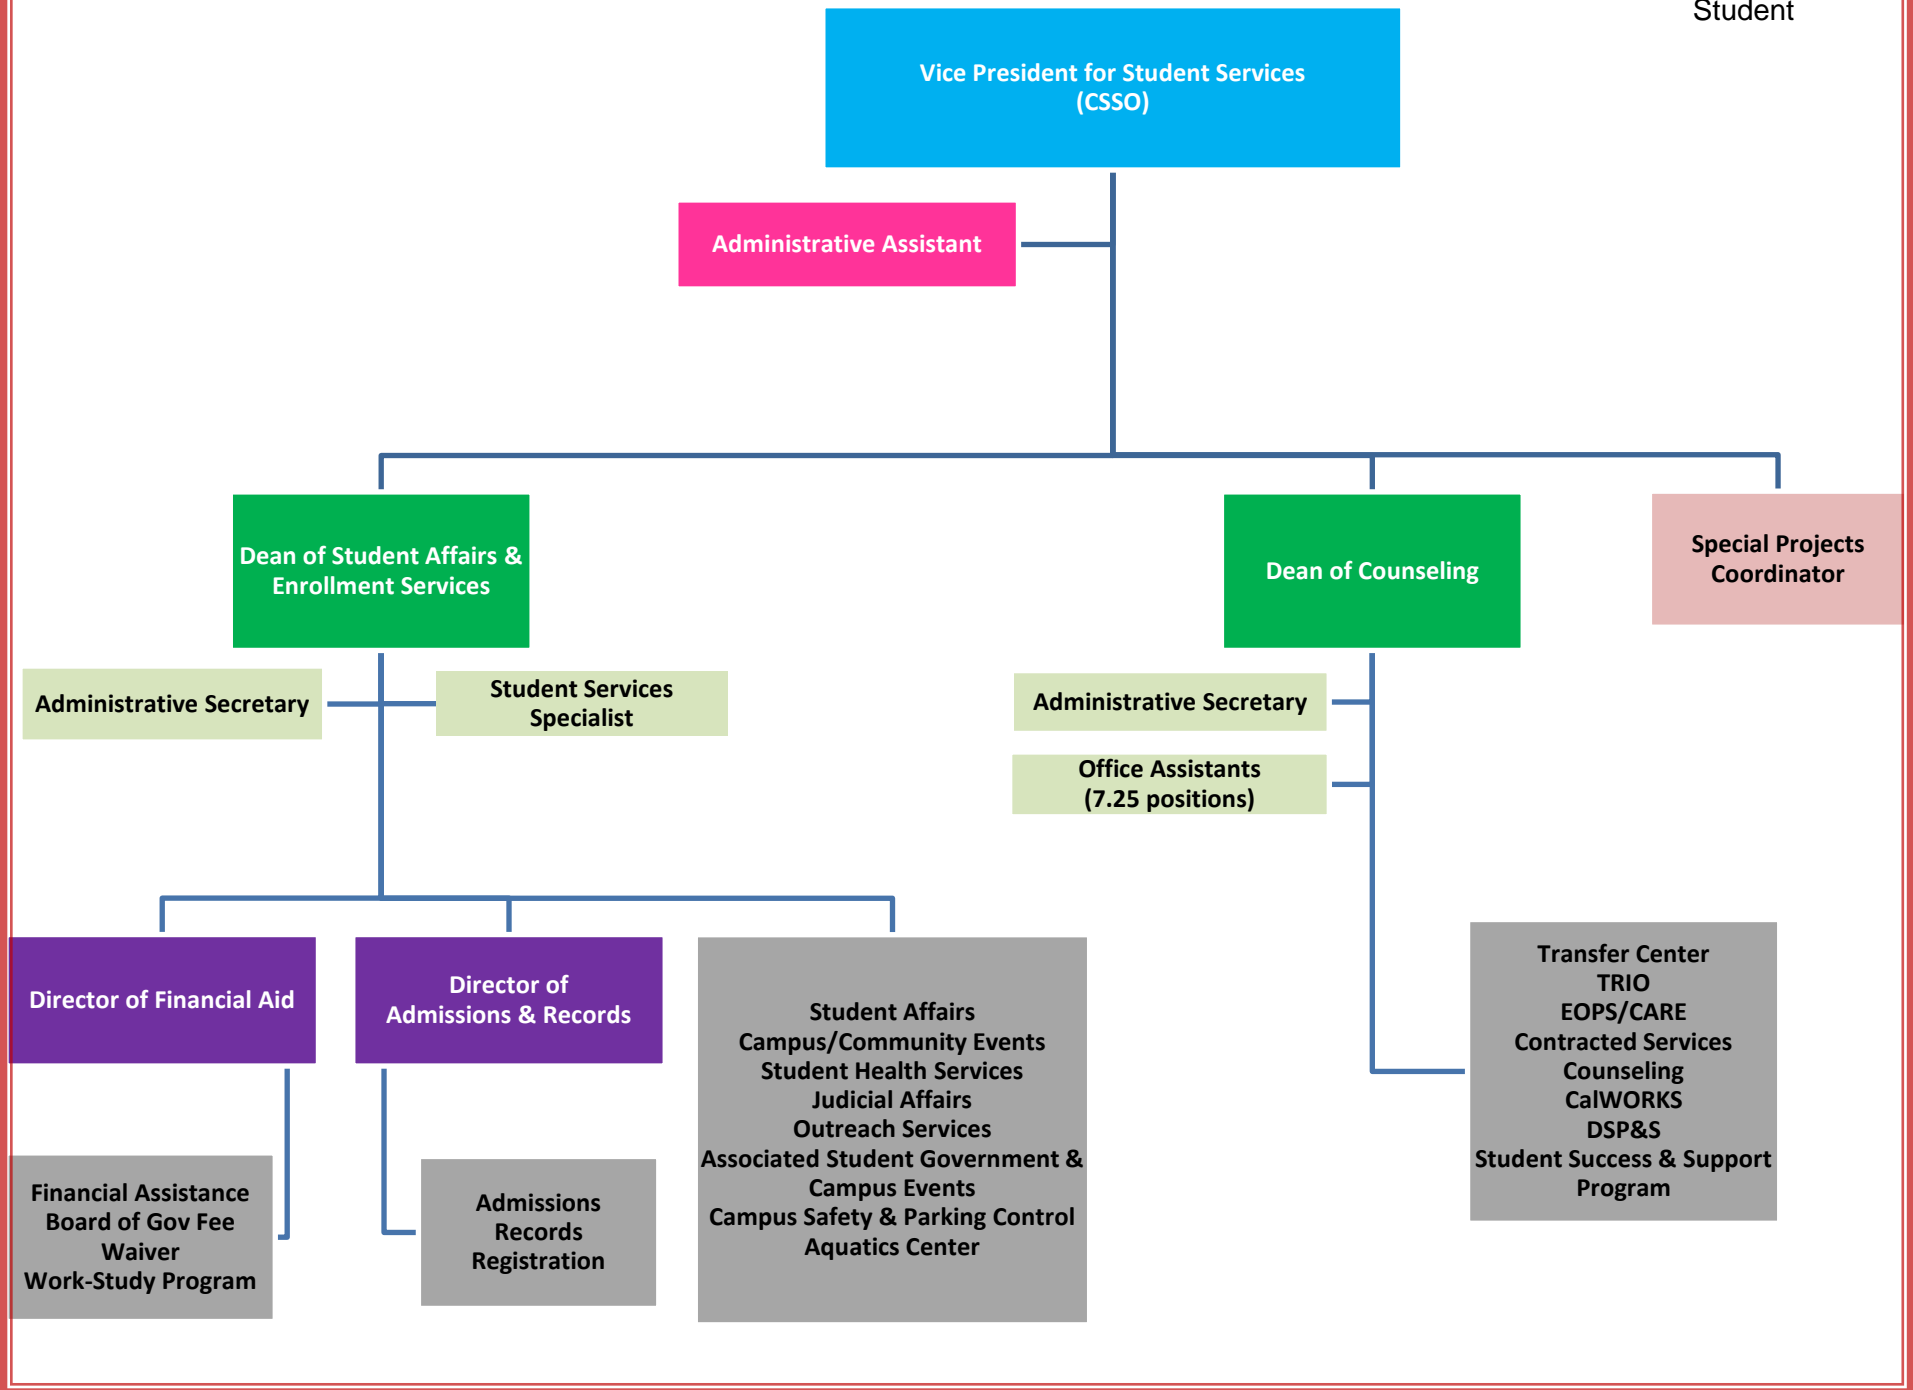 Student
Vice President for Student Services
(CSSO)
Administrative Assistant
Dean of Student Affairs &
Enrollment Services
Dean of Counseling
Special Projects
Coordinator
Administrative Secretary
Student Services
Specialist
Administrative Secretary
Office Assistants
(7.25 positions)
Director of Financial Aid
Director of
Admissions & Records
Student Affairs
Campus/Community Events
Student Health Services
Judicial Affairs
Outreach Services
Associated Student Government &
Campus Events
Campus Safety & Parking Control
Aquatics Center
Transfer Center
TRIO
EOPS/CARE
Contracted Services
Counseling
CalWORKS
DSP&S
Student Success & Support
Program
Financial Assistance
Board of Gov Fee
Waiver
Work-Study Program
Admissions
Records
Registration